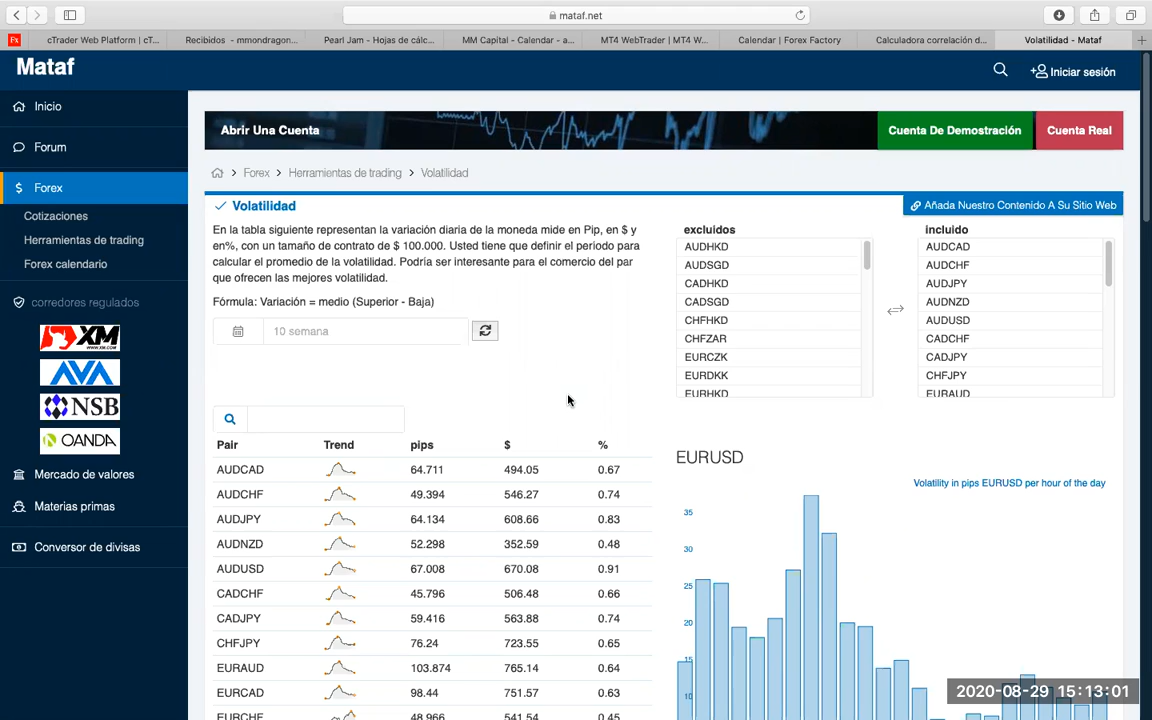 mataf.net
cTrader Web Platform | cT...
Recibidos - mmondragon...
Pearl Jam - Hojas de cálc...
MM Capital - Calendar - a...
MT4 WebTrader | MT4 W...
Calendar | Forex Factory
Calculadora correlación d...
Volatilidad - Mataf
Mataf
Iniciar sesión
Inicio
Forum
Forex
Cotizaciones
Herramientas de trading
Forex calendario
corredores regulados
XM
AVA
NSB
OANDA
Mercado de valores
Materias primas
Conversor de divisas
Abrir Una Cuenta
Cuenta De Demostración
Cuenta Real
Forex > Herramientas de trading > Volatilidad
Volatilidad
Añada Nuestro Contenido A Su Sitio Web
En la tabla siguiente representan la variación diaria de la moneda mide en Pip, en $ y
en%, con un tamaño de contrato de $ 100.000. Usted tiene que definir el periodo para
calcular el promedio de la volatilidad. Podría ser interesante para el comercio del par
que ofrecen las mejores volatilidad.
Fórmula: Variación = medio (Superior - Baja)
10 semana
excluidos
AUDHKD
AUDSGD
CADHKD
CADSGD
CHFHKD
CHFZAR
EURCZK
EURDKK
EURHKD
incluido
AUDCAD
AUDCHF
AUDJPY
AUDNZD
AUDUSD
CADCHF
CADJPY
CHFJPY
EURAUD
Pair Trend pips $ %
AUDCAD 64.711 494.05 0.67
AUDCHF 49.394 546.27 0.74
AUDJPY 64.134 608.66 0.83
AUDNZD 52.298 352.59 0.48
AUDUSD 67.008 670.08 0.91
CADCHF 45.796 506.48 0.66
CADJPY 59.416 563.88 0.74
CHFJPY 76.24 723.55 0.65
EURAUD 103.874 765.14 0.64
EURCAD 98.44 751.57 0.63
EURCHF 48.966 541.54 0.45
EURUSD
Volatility in pips EURUSD per hour of the day
35
30
25
20
15
10
2020-08-29 15:13:01